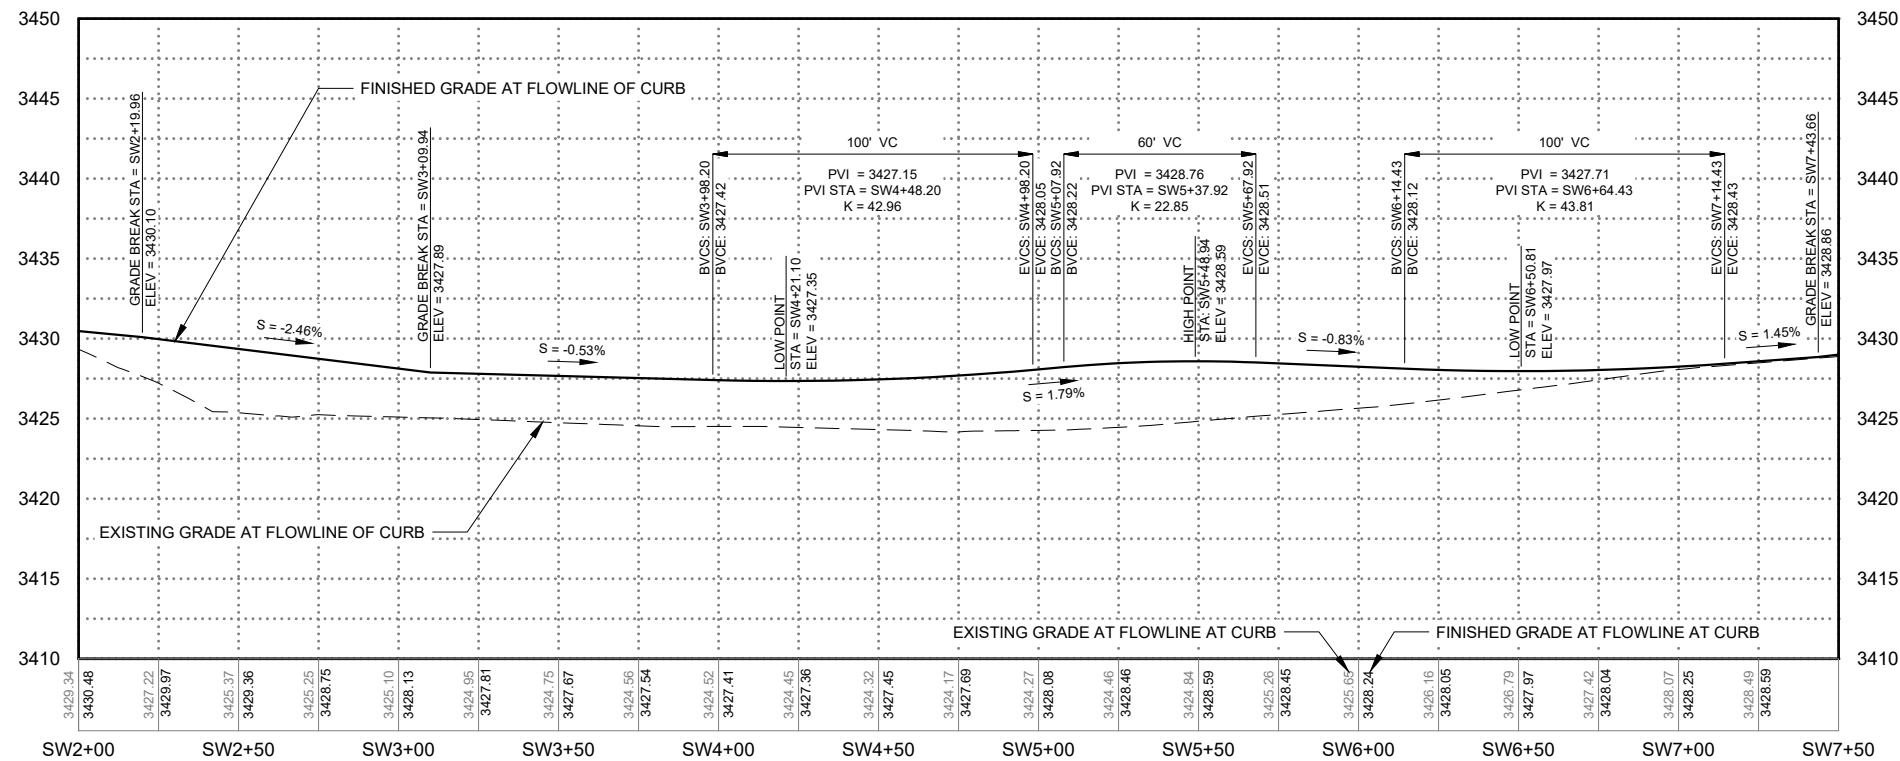 3450
3445
3440
3435
3430
3425
3420
3415
3410
3450
3445
3440
3435
3430
3425
3420
3415
3410
GRADE BREAK STA = SW2+19.96
ELEV = 3430.10
FINISHED GRADE AT FLOWLINE OF CURB
S = -2.46%
GRADE BREAK STA = SW3+09.94
ELEV = 3427.89
S = -0.53%
BVCS: SW3+98.20
BVCE: 3427.42
100' VC
PVI = 3427.15
PVI STA = SW4+48.20
K = 42.96
LOW POINT
STA = SW4+21.10
ELEV = 3427.35
EVCS: SW4+98.20
EVCE: 3428.05
S = 1.79%
BVCS: SW5+07.92
BVCE: 3428.22
60' VC
PVI = 3428.76
PVI STA = SW5+37.92
K = 22.85
HIGH POINT
STA: SW5+48.94
ELEV = 3428.59
EVCS: SW5+67.92
EVCE: 3428.51
S = -0.83%
BVCS: SW6+14.43
BVCE: 3428.12
100' VC
PVI = 3427.71
PVI STA = SW6+64.43
K = 43.81
LOW POINT
STA = SW6+50.81
ELEV = 3427.97
EVCS: SW7+14.43
EVCE: 3428.43
S = 1.45%
GRADE BREAK STA = SW7+43.66
ELEV = 3428.86
EXISTING GRADE AT FLOWLINE OF CURB
EXISTING GRADE AT FLOWLINE AT CURB
FINISHED GRADE AT FLOWLINE AT CURB
3429.34
3430.48
3427.22
3429.97
3425.37
3429.36
3425.25
3428.75
3425.10
3428.13
3424.95
3427.81
3424.75
3427.67
3424.56
3427.54
3424.52
3427.41
3424.45
3427.36
3424.32
3427.45
3424.17
3427.69
3424.27
3428.08
3424.46
3428.46
3424.84
3428.59
3425.26
3428.45
3425.65
3428.24
3426.16
3428.05
3426.79
3427.97
3427.42
3428.04
3428.07
3428.25
3428.49
3428.59
SW2+00
SW2+50
SW3+00
SW3+50
SW4+00
SW4+50
SW5+00
SW5+50
SW6+00
SW6+50
SW7+00
SW7+50